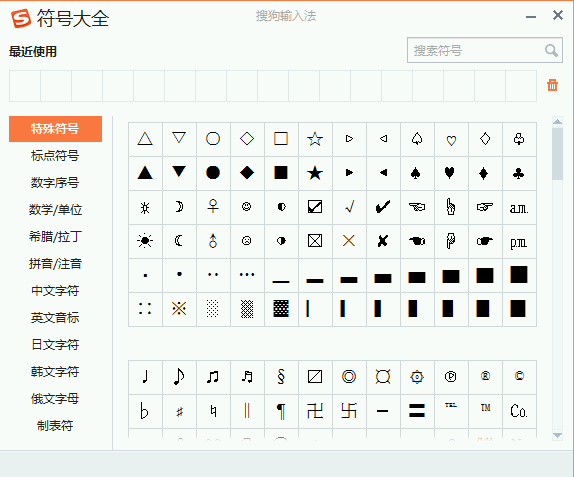 符号大全
搜狗输入法
最近使用
搜索符号
特殊符号
标点符号
数字序号
数学/单位
希腊/拉丁
拼音/注音
中文字符
英文音标
日文字符
韩文字符
俄文字母
制表符
△ ▽ ○ ◇ □ ☆ ▷ ◁ ♤ ♡ ♢ ♧
▲ ▼ ● ◆ ■ ★ ▶ ◀ ♠ ♥ ♦ ♣
☼ ☽ ♀ ☺ ◐ ☑ √ ✔ ☜ ☝ ☞ ㏂
☀ ☾ ♂ ☹ ◑ ☒ × ✘ ☚ ☟ ☛ ㏘
▪ • ‥ … ▁ ▂ ▃ ▄ ▅ ▆ ▇ █
∷ ※ ░ ▒ ▓ ▏ ▎ ▍ ▌ ▋ ▊ ▉
♩ ♪ ♫ ♬ § 〼 ◎ ¤ ۞ ℗ ® ©
♭ ♯ ♮ ‖ ¶ 卍 卐 ▬ 〓 ℡ ™ ㏇